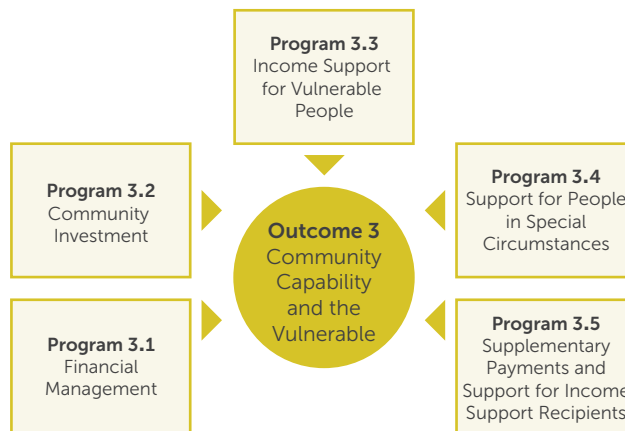 Program 3.3
Income Support
for Vulnerable
People
Program 3.2
Community
Investment
Program 3.4
Support for People
in Special
Circumstances
Outcome 3
Community
Capability
and the
Vulnerable
Program 3.1
Financial
Management
Program 3.5
Supplementary
Payments and
Support for Income
Support Recipients